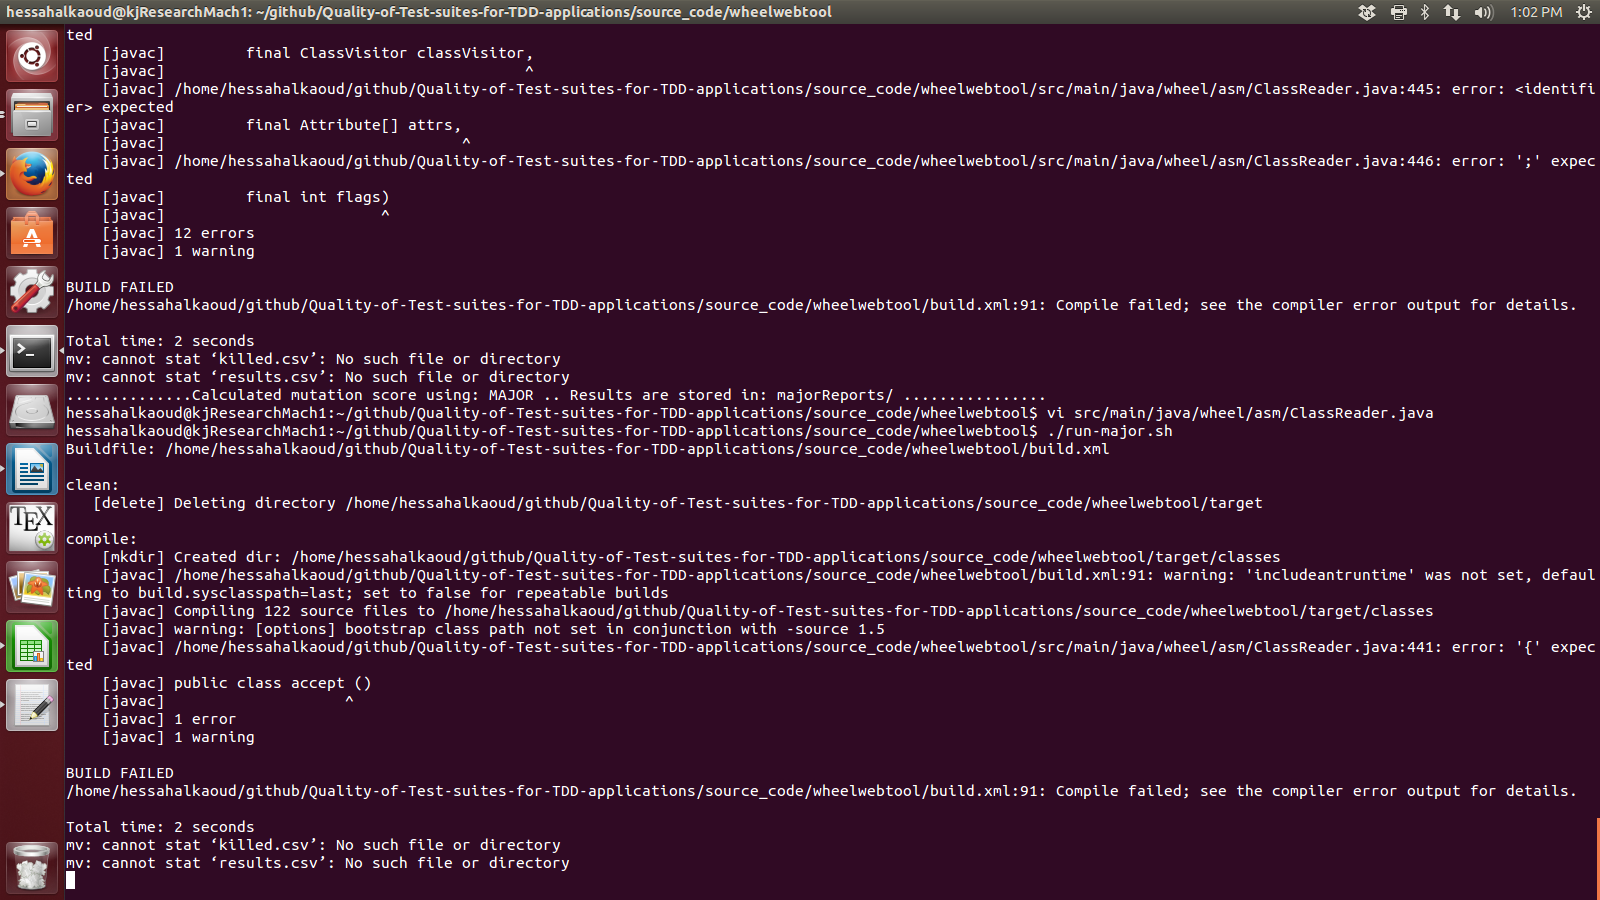 hessahalkaoud@kjResearchMach1: ~/github/Quality-of-Test-suites-for-TDD-applications/source_code/wheelwebtool
1:02 PM
ted
[javac]         final ClassVisitor classVisitor,
[javac]                                        ^
[javac] /home/hessahalkaoud/github/Quality-of-Test-suites-for-TDD-applications/source_code/wheelwebtool/src/main/java/wheel/asm/ClassReader.java:445: error: <identifi
er> expected
[javac]         final Attribute[] attrs,
[javac]                                 ^
[javac] /home/hessahalkaoud/github/Quality-of-Test-suites-for-TDD-applications/source_code/wheelwebtool/src/main/java/wheel/asm/ClassReader.java:446: error: ';' expec
ted
[javac]         final int flags)
[javac]                        ^
[javac] 12 errors
[javac] 1 warning
BUILD FAILED
/home/hessahalkaoud/github/Quality-of-Test-suites-for-TDD-applications/source_code/wheelwebtool/build.xml:91: Compile failed; see the compiler error output for details.
Total time: 2 seconds
mv: cannot stat ‘killed.csv’: No such file or directory
mv: cannot stat ‘results.csv’: No such file or directory
..............Calculated mutation score using: MAJOR .. Results are stored in: majorReports/ ................
hessahalkaoud@kjResearchMach1:~/github/Quality-of-Test-suites-for-TDD-applications/source_code/wheelwebtool$ vi src/main/java/wheel/asm/ClassReader.java
hessahalkaoud@kjResearchMach1:~/github/Quality-of-Test-suites-for-TDD-applications/source_code/wheelwebtool$ ./run-major.sh
Buildfile: /home/hessahalkaoud/github/Quality-of-Test-suites-for-TDD-applications/source_code/wheelwebtool/build.xml
clean:
[delete] Deleting directory /home/hessahalkaoud/github/Quality-of-Test-suites-for-TDD-applications/source_code/wheelwebtool/target
compile:
[mkdir] Created dir: /home/hessahalkaoud/github/Quality-of-Test-suites-for-TDD-applications/source_code/wheelwebtool/target/classes
[javac] /home/hessahalkaoud/github/Quality-of-Test-suites-for-TDD-applications/source_code/wheelwebtool/build.xml:91: warning: 'includeantruntime' was not set, defaul
ting to build.sysclasspath=last; set to false for repeatable builds
[javac] Compiling 122 source files to /home/hessahalkaoud/github/Quality-of-Test-suites-for-TDD-applications/source_code/wheelwebtool/target/classes
[javac] warning: [options] bootstrap class path not set in conjunction with -source 1.5
[javac] /home/hessahalkaoud/github/Quality-of-Test-suites-for-TDD-applications/source_code/wheelwebtool/src/main/java/wheel/asm/ClassReader.java:441: error: '{' expec
ted
[javac] public class accept ()
[javac]                    ^
[javac] 1 error
[javac] 1 warning
BUILD FAILED
/home/hessahalkaoud/github/Quality-of-Test-suites-for-TDD-applications/source_code/wheelwebtool/build.xml:91: Compile failed; see the compiler error output for details.
Total time: 2 seconds
mv: cannot stat ‘killed.csv’: No such file or directory
mv: cannot stat ‘results.csv’: No such file or directory
TEX